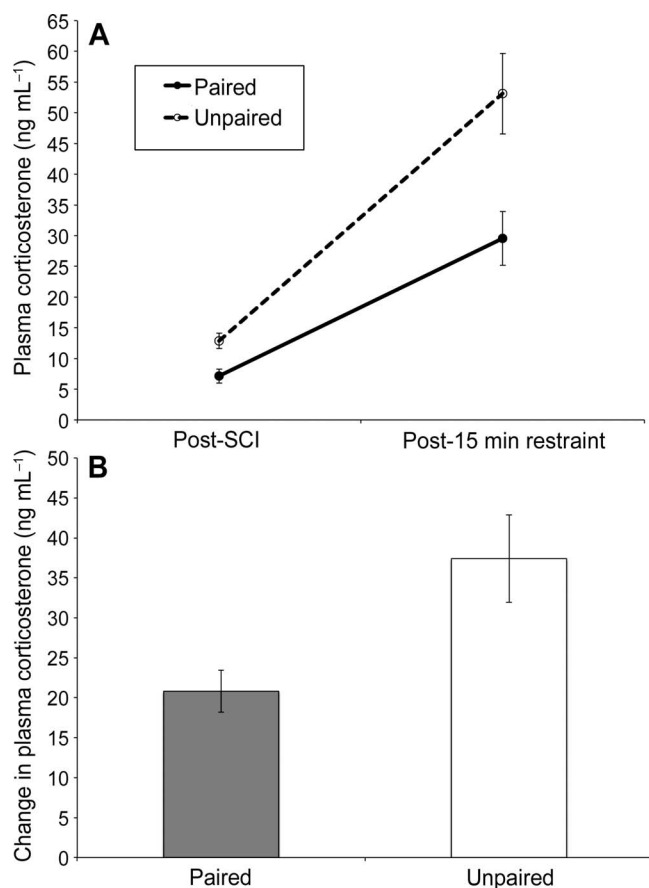 A
Plasma corticosterone (ng mL⁻¹)
65
60
55
50
45
40
35
30
25
20
15
10
5
0
Paired
Unpaired
Post-SCI
Post-15 min restraint
B
Change in plasma corticosterone (ng mL⁻¹)
50
45
40
35
30
25
20
15
10
5
0
Paired
Unpaired